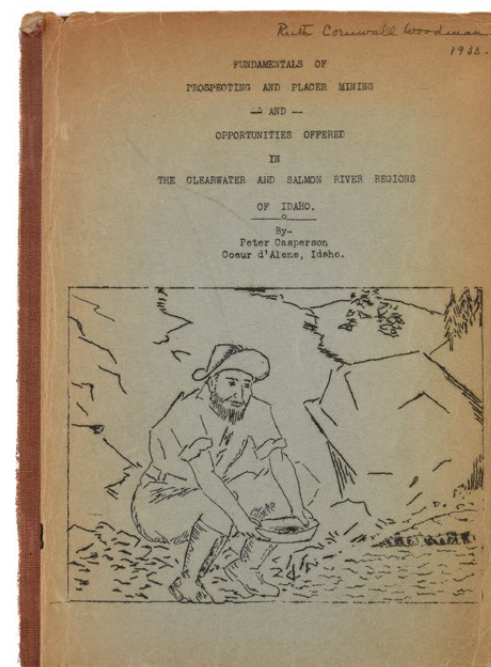 Ruth Cornwall Woodman
1933.
FUNDAMENTALS OF
PROSPECTING AND PLACER MINING
-- AND --
OPPORTUNITIES OFFERED
IN
THE CLEARWATER AND SALMON RIVER REGIONS
OF IDAHO.
o
By-
Peter Casperson
Coeur d'Alene, Idaho.